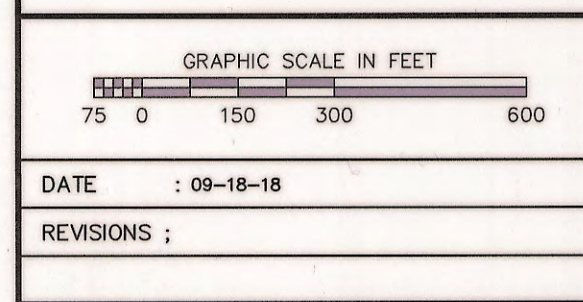 GRAPHIC SCALE IN FEET
75 0 150 300 600
DATE : 09-18-18
REVISIONS ;